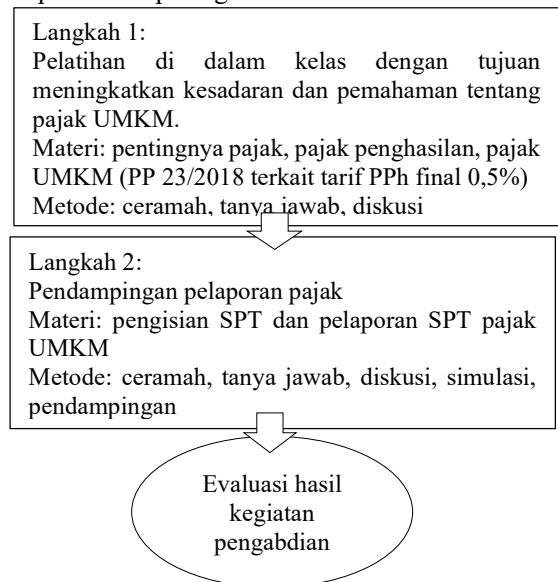 Langkah 1:
Pelatihan di dalam kelas dengan tujuan
meningkatkan kesadaran dan pemahaman tentang
pajak UMKM.
Materi: pentingnya pajak, pajak penghasilan, pajak
UMKM (PP 23/2018 terkait tarif PPh final 0,5%)
Metode: ceramah, tanya jawab, diskusi
Langkah 2:
Pendampingan pelaporan pajak
Materi: pengisian SPT dan pelaporan SPT pajak
UMKM
Metode: ceramah, tanya jawab, diskusi, simulasi,
pendampingan
Evaluasi hasil
kegiatan
pengabdian